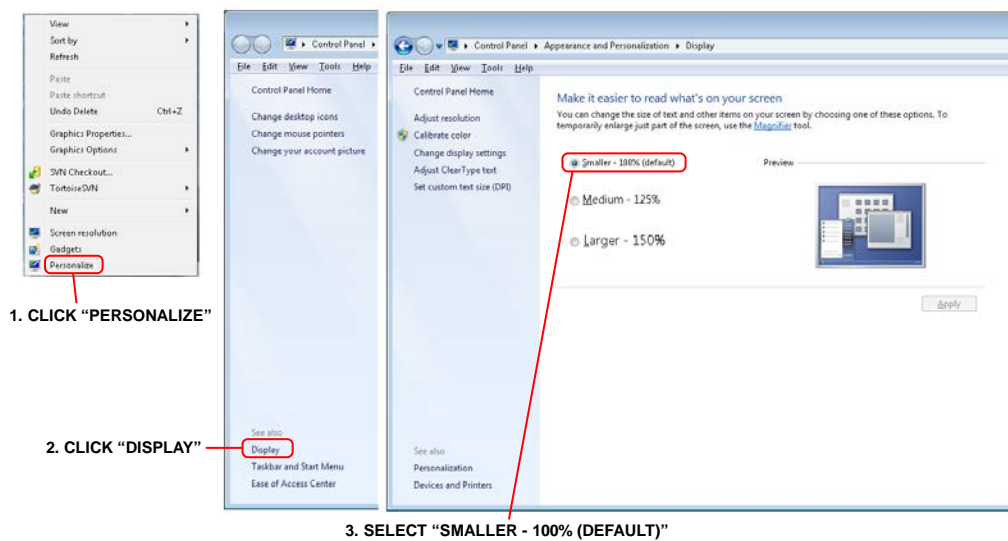 View
Sort by
Refresh
Paste
Paste shortcut
Undo Delete Ctrl+Z
Graphics Properties...
Graphics Options
SVN Checkout...
TortoiseSVN
New
Screen resolution
Gadgets
Personalize
1. CLICK “PERSONALIZE”
Control Panel
File Edit View Tools Help
Control Panel Home
Change desktop icons
Change mouse pointers
Change your account picture
See also
Display
Taskbar and Start Menu
Ease of Access Center
2. CLICK “DISPLAY”
Control Panel Appearance and Personalization Display
File Edit View Tools Help
Control Panel Home
Adjust resolution
Calibrate color
Change display settings
Adjust ClearType text
Set custom text size (DPI)
See also
Personalization
Devices and Printers
Make it easier to read what's on your screen
You can change the size of text and other items on your screen by choosing one of these options. To
temporarily enlarge just part of the screen, use the Magnifier tool.
Smaller - 100% (default)
Preview
Medium - 125%
Larger - 150%
Apply
3. SELECT “SMALLER - 100% (DEFAULT)”